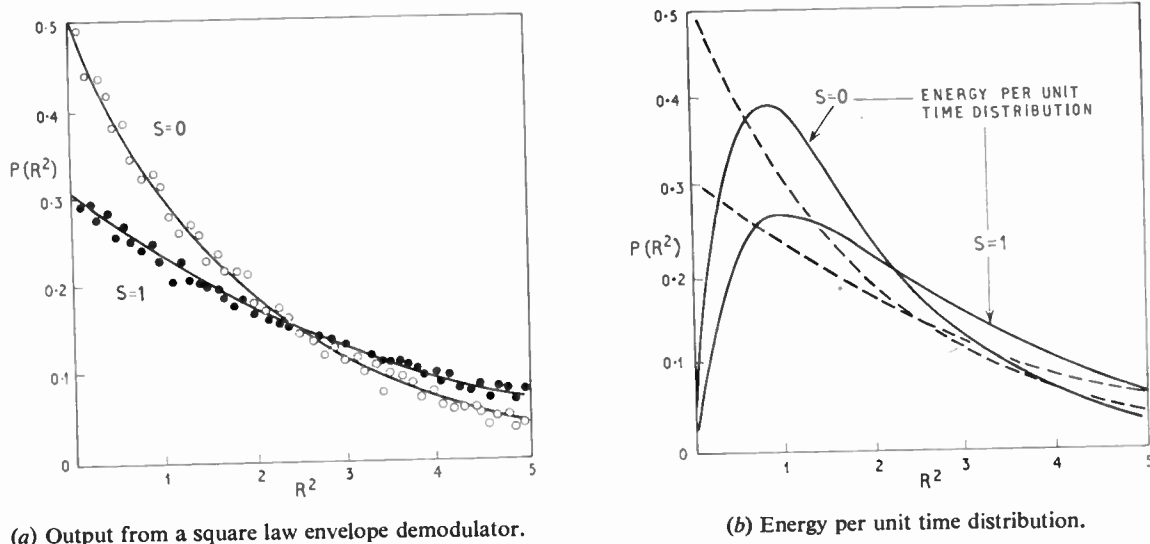 0·5
0·4
P(R²)
0·3
0·2
0·1
0
S=0
S=1
1
2
3
4
5
R²
(a) Output from a square law envelope demodulator.
0·5
0·4
0·3
P(R²)
0·2
0·1
0
S=0
ENERGY PER UNIT
TIME DISTRIBUTION
S=1
1
2
3
4
5
R²
(b) Energy per unit time distribution.